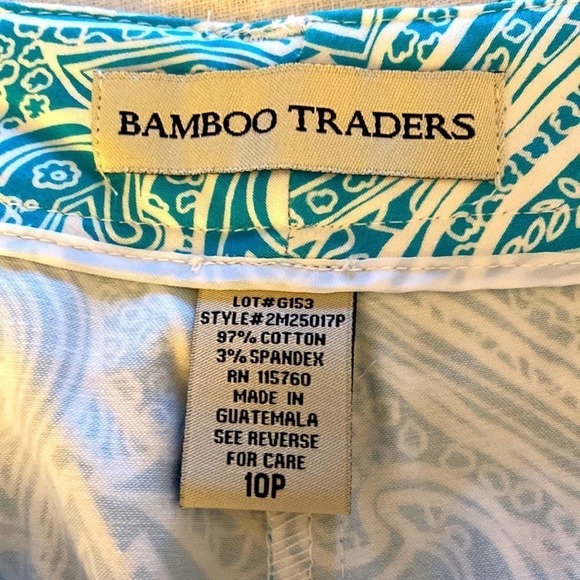 BAMBOO TRADERS
LOT#G153
STYLE#2M25017P
97% COTTON
3% SPANDEX
RN 115760
MADE IN
GUATEMALA
SEE REVERSE
FOR CARE
10P